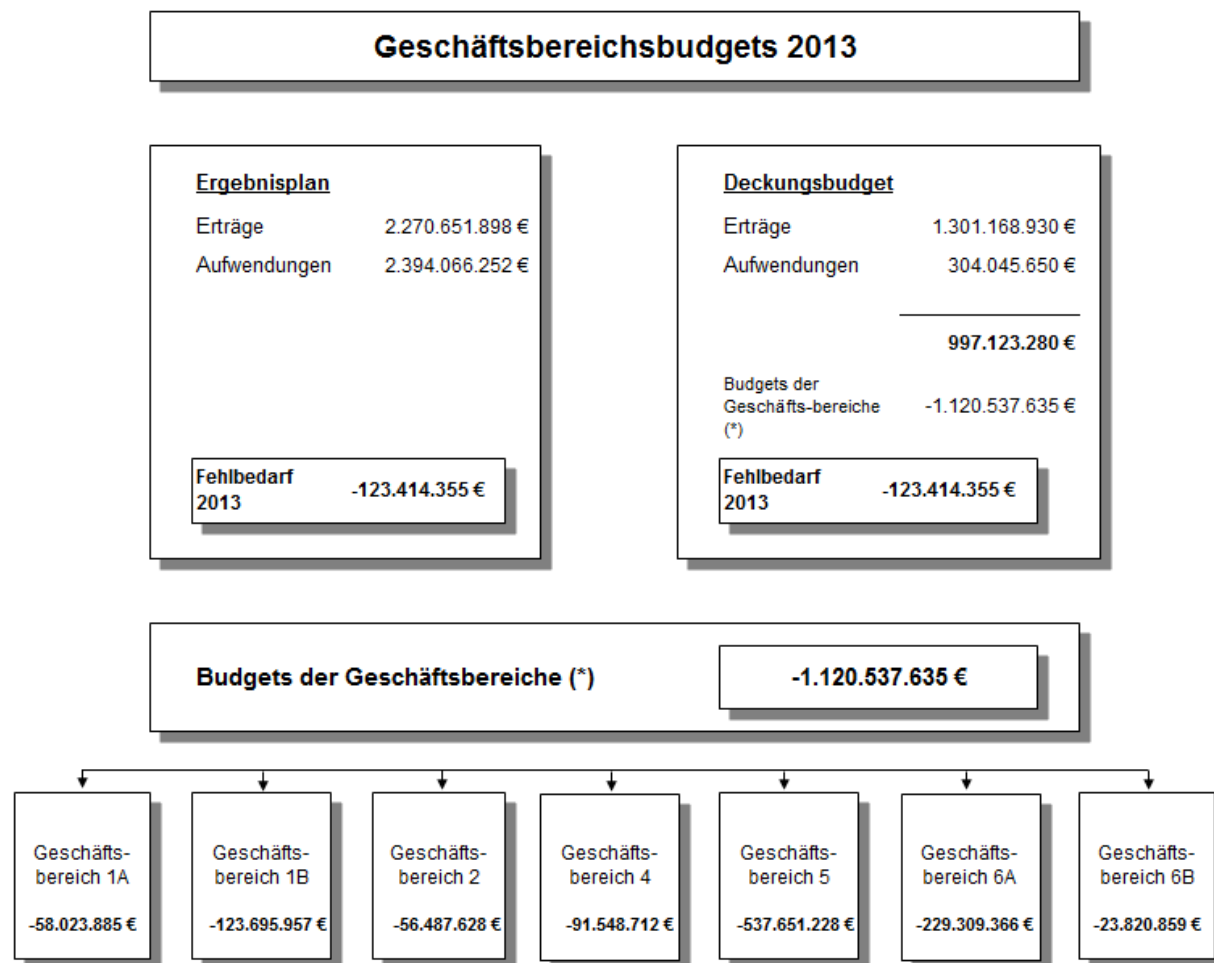 Geschäftsbereichsbudgets 2013
Ergebnisplan
Erträge 2.270.651.898 €
Aufwendungen 2.394.066.252 €
Fehlbedarf
2013 -123.414.355 €
Deckungsbudget
Erträge 1.301.168.930 €
Aufwendungen 304.045.650 €
997.123.280 €
Budgets der
Geschäfts-bereiche -1.120.537.635 €
(*)
Fehlbedarf
2013 -123.414.355 €
Budgets der Geschäftsbereiche (*) -1.120.537.635 €
Geschäfts-
bereich 1A
-58.023.885 €
Geschäfts-
bereich 1B
-123.695.957 €
Geschäfts-
bereich 2
-56.487.628 €
Geschäfts-
bereich 4
-91.548.712 €
Geschäfts-
bereich 5
-537.651.228 €
Geschäfts-
bereich 6A
-229.309.366 €
Geschäfts-
bereich 6B
-23.820.859 €